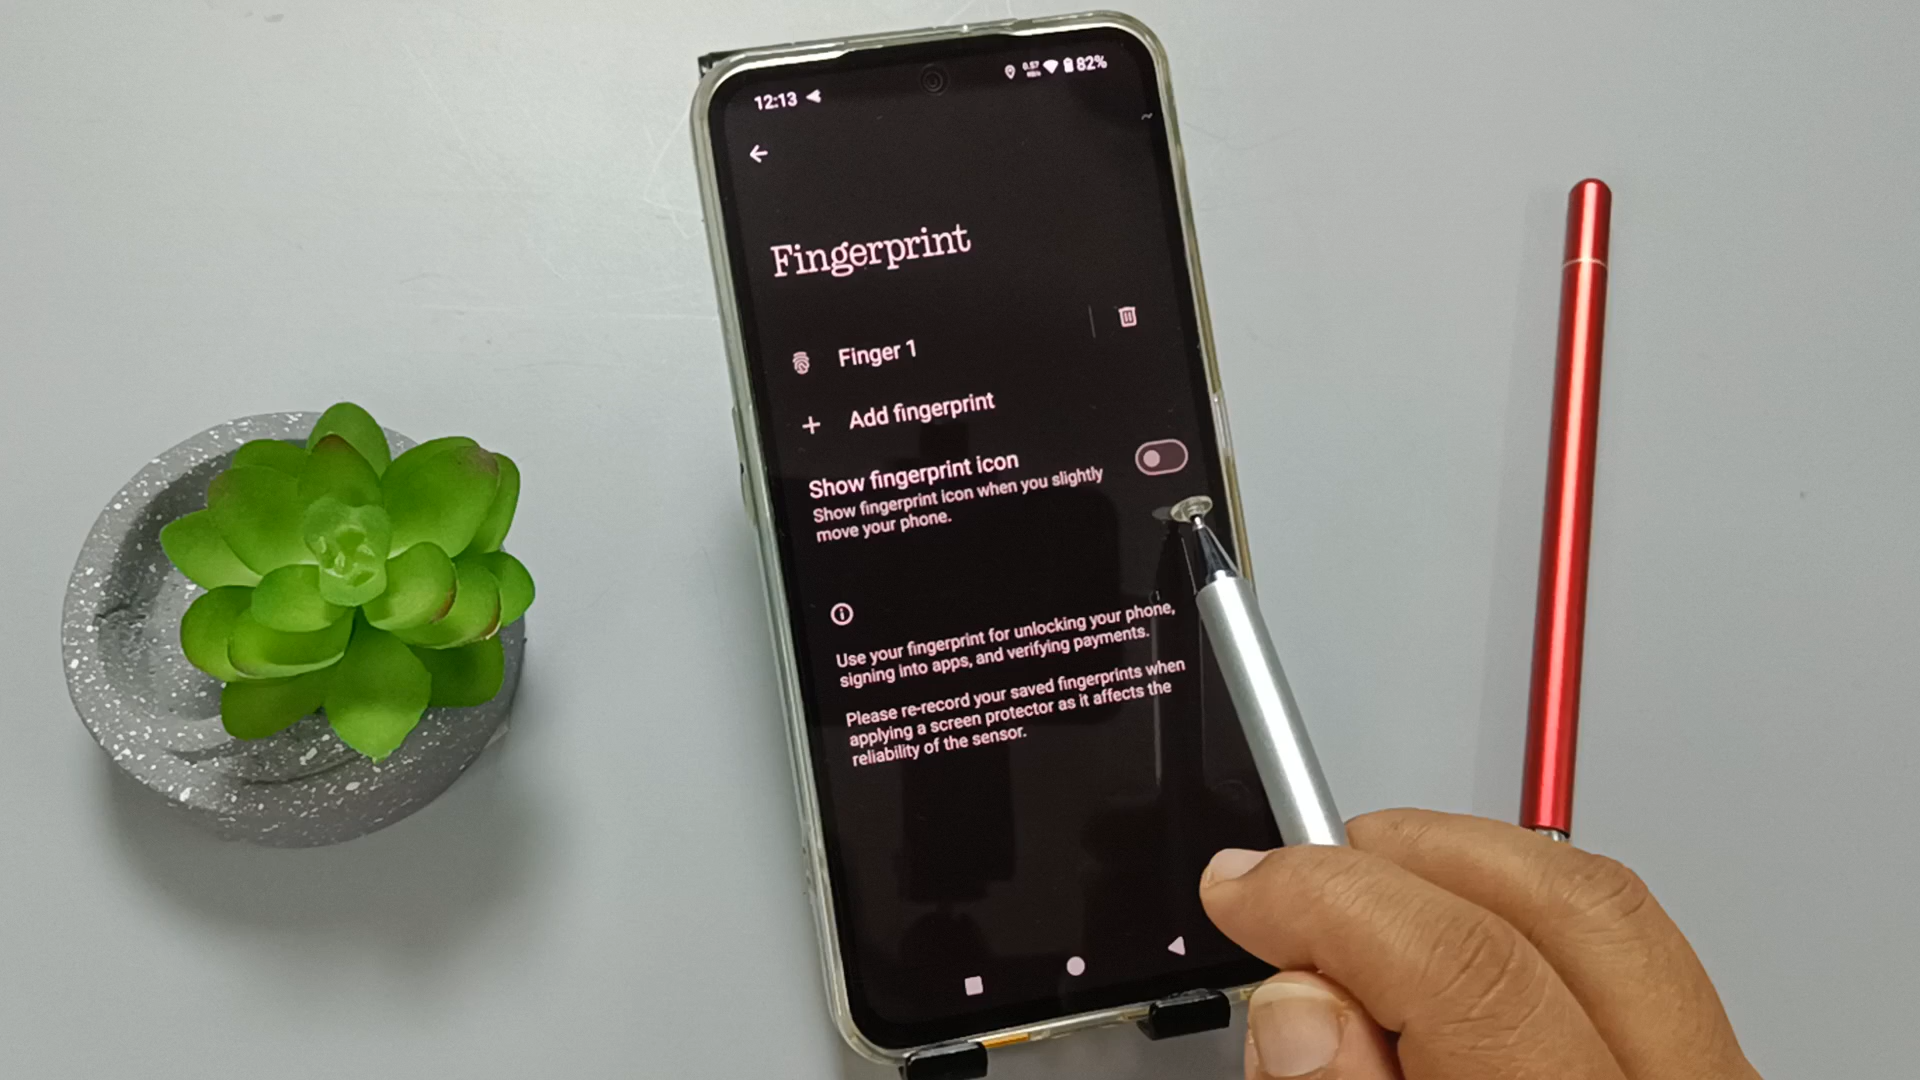 12:13
82%
Fingerprint
Finger 1
Add fingerprint
Show fingerprint icon
Show fingerprint icon when you slightly
move your phone.
Use your fingerprint for unlocking your phone,
signing into apps, and verifying payments.
Please re-record your saved fingerprints when
applying a screen protector as it affects the
reliability of the sensor.